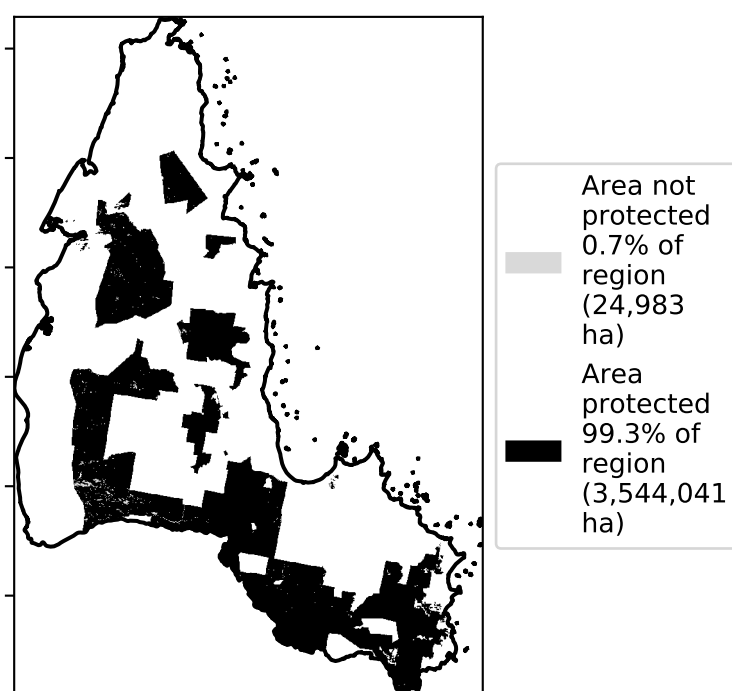 Area not
protected
0.7% of
region
(24,983
ha)
Area
protected
99.3% of
region
(3,544,041
ha)